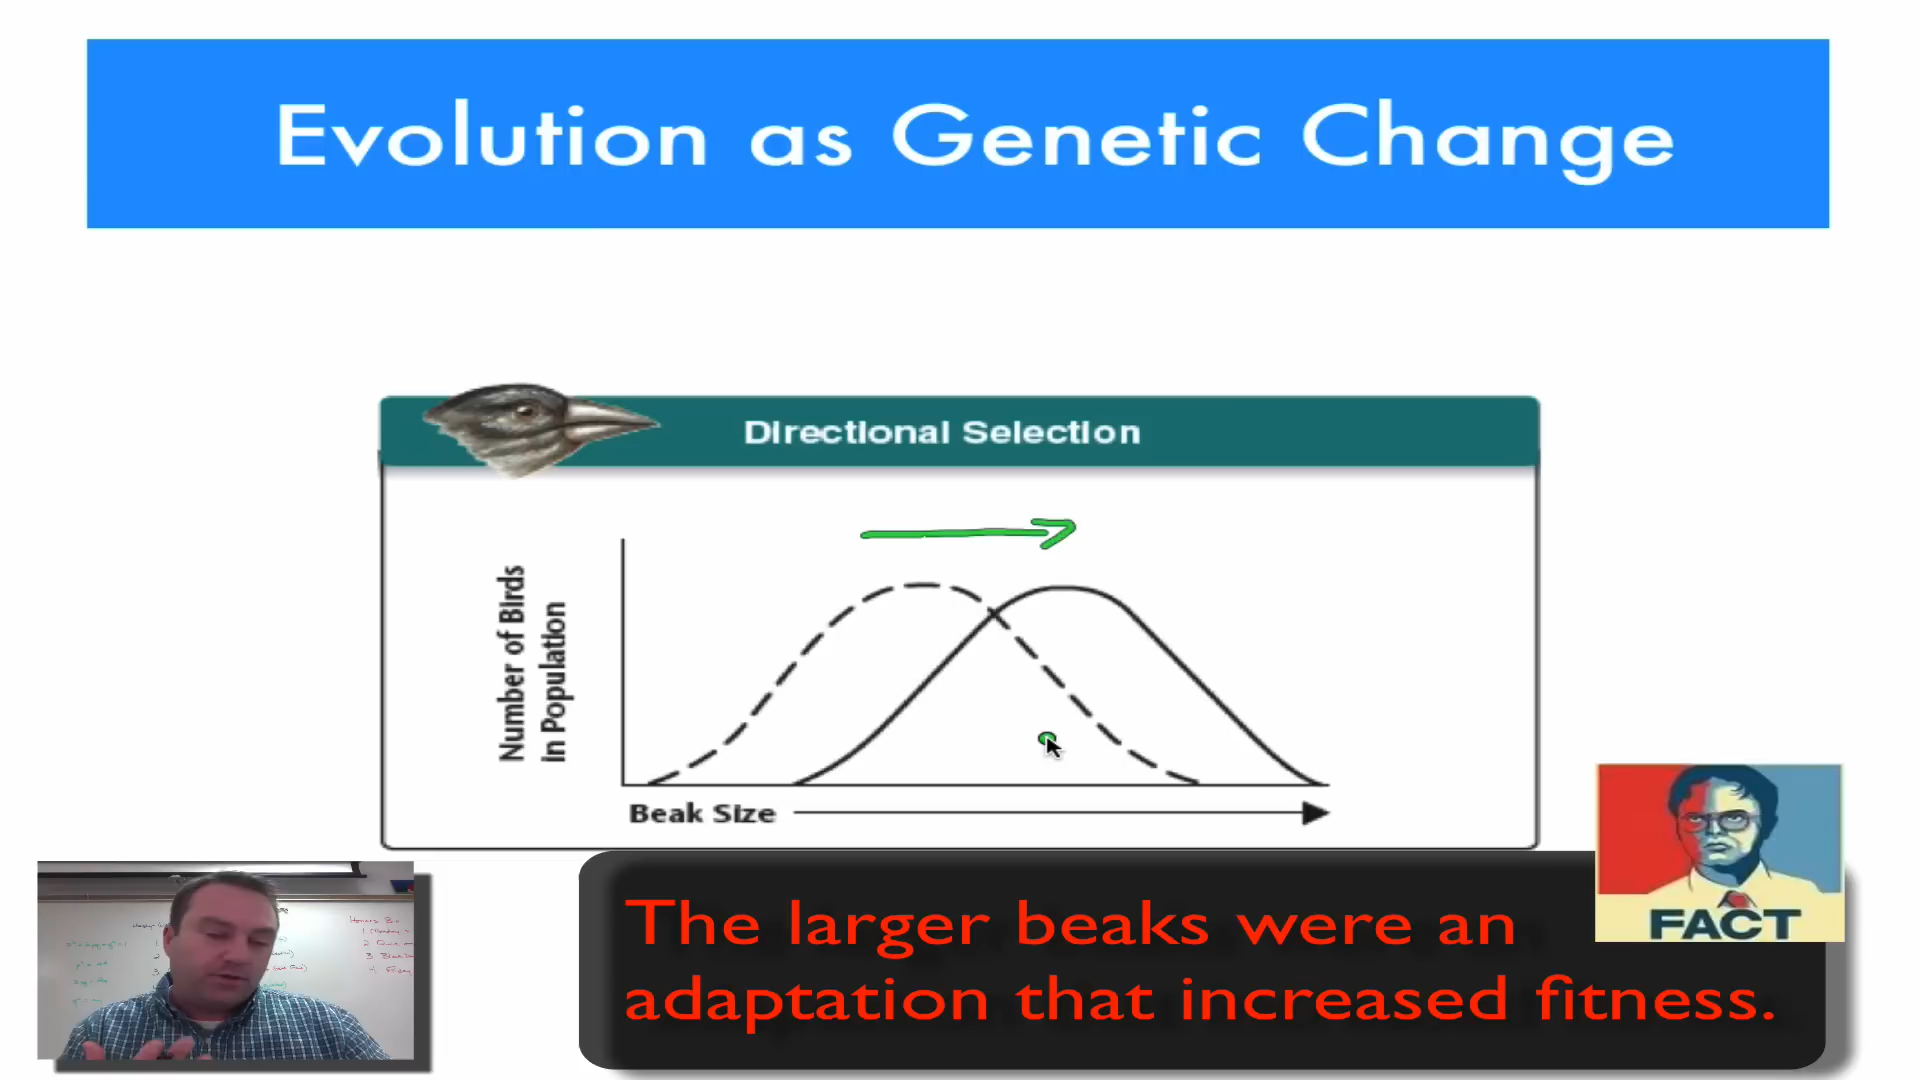 Evolution as Genetic Change
Directional Selection
Number of Birds
in Population
Beak Size
FACT
The larger beaks were an
adaptation that increased fitness.